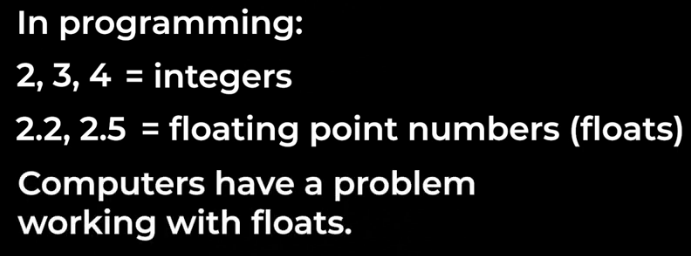 In programming:
2, 3, 4 = integers
2.2, 2.5 = floating point numbers (floats)
Computers have a problem
working with floats.